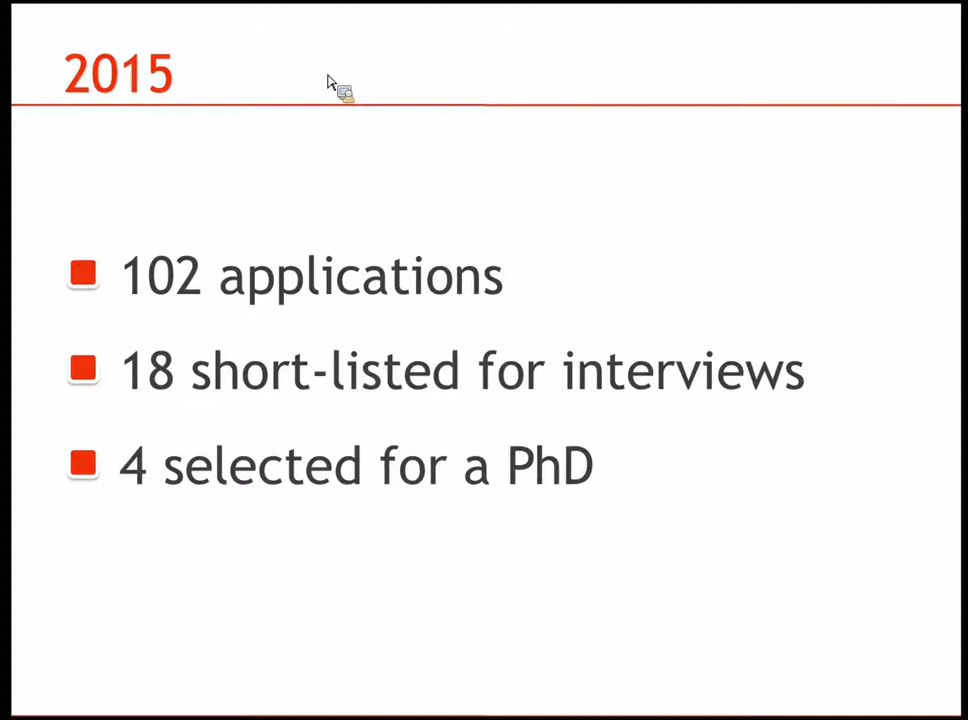 2015
102 applications
18 short-listed for interviews
4 selected for a PhD